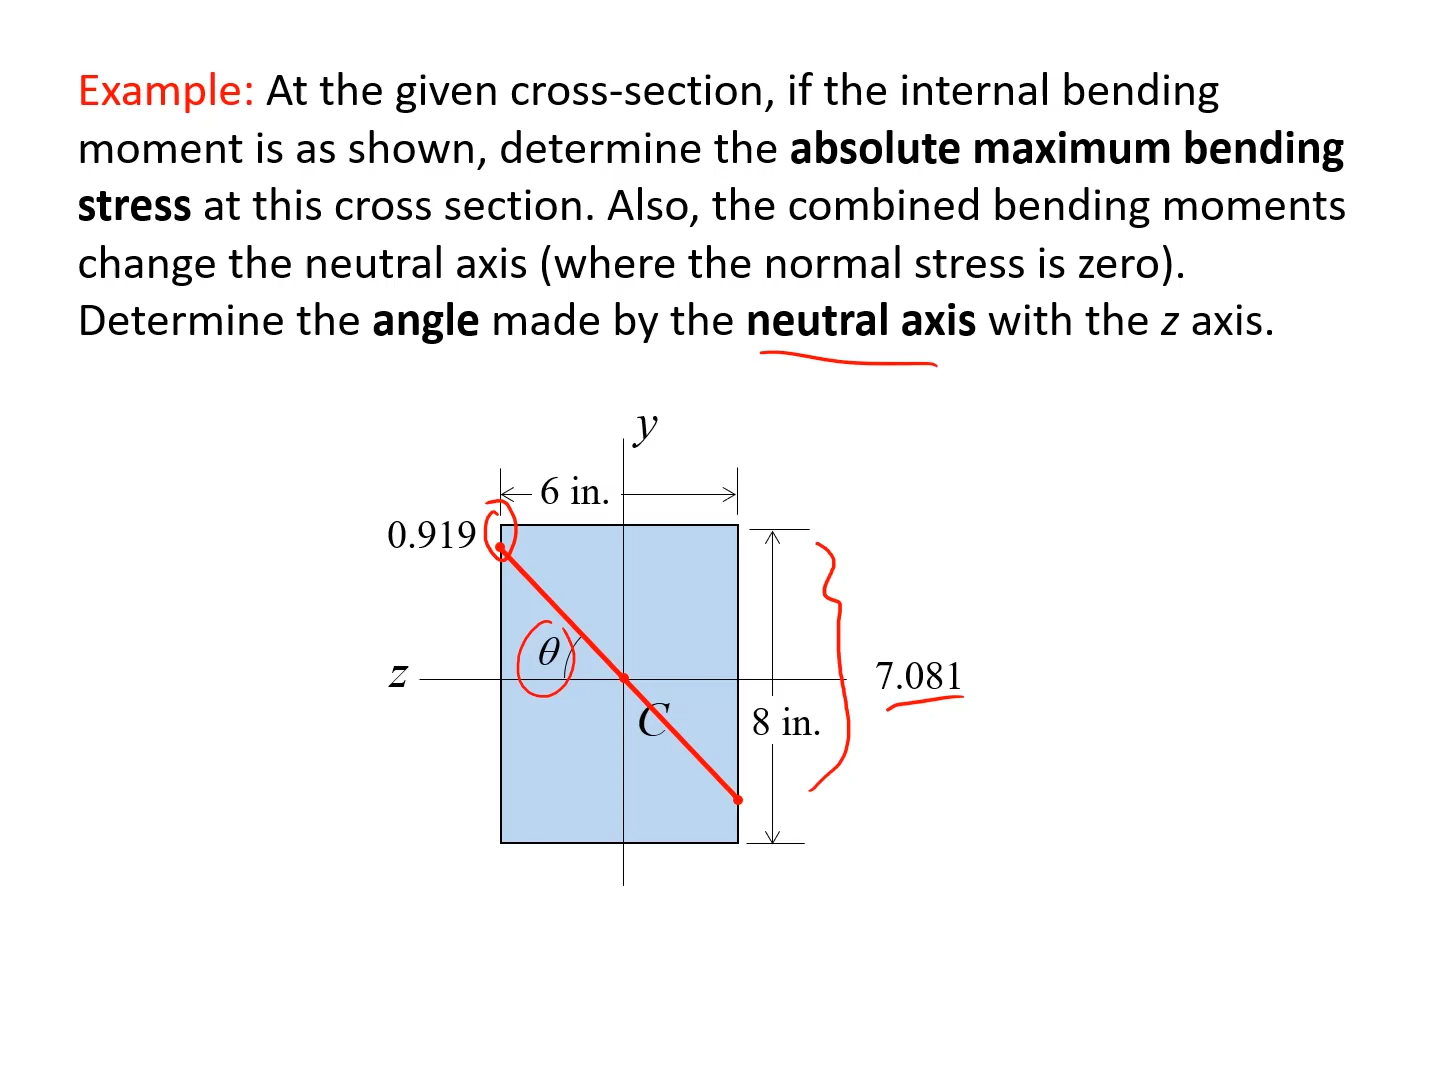 Example: At the given cross-section, if the internal bending
moment is as shown, determine the absolute maximum bending
stress at this cross section. Also, the combined bending moments
change the neutral axis (where the normal stress is zero).
Determine the angle made by the neutral axis with the z axis.
y
6 in.
0.919
θ
z
7.081
C
8 in.